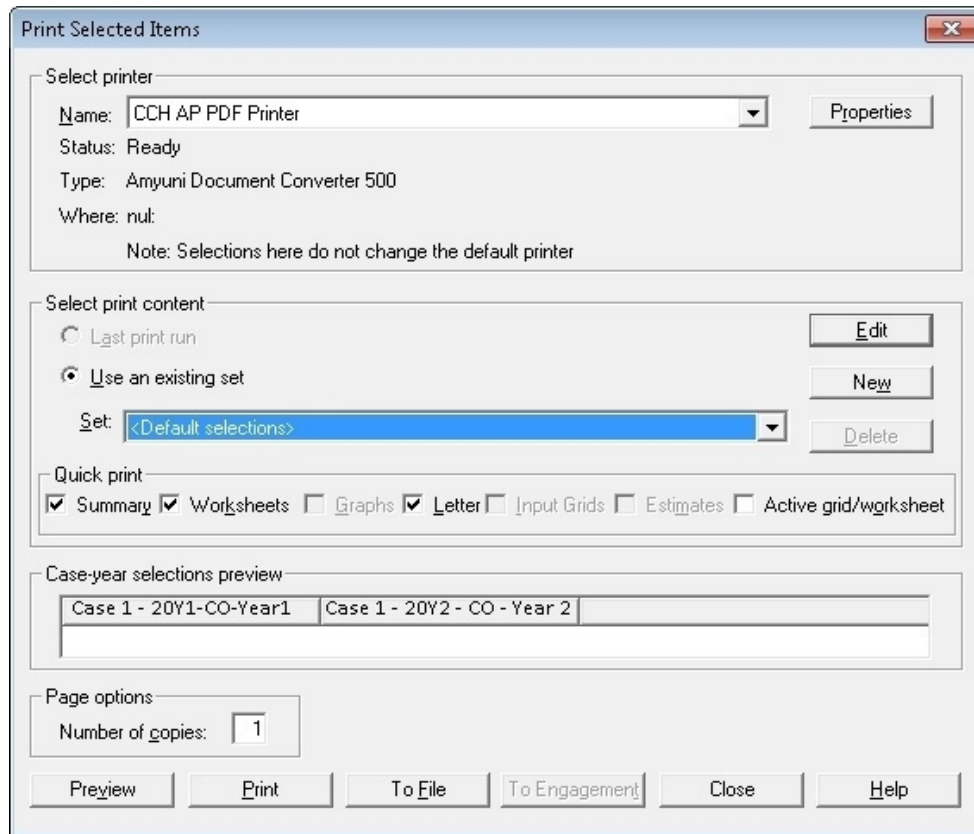 Print Selected Items
Select printer
Name: CCH AP PDF Printer Properties
Status: Ready
Type: Amyuni Document Converter 500
Where: nul:
Note: Selections here do not change the default printer
Select print content
Last print run Edit
Use an existing set New
Set: <Default selections> Delete
Quick print
Summary Worksheets Graphs Letter Input Grids Estimates Active grid/worksheet
Case-year selections preview
Case 1 - 20Y1-CO-Year1 Case 1 - 20Y2 - CO - Year 2
Page options
Number of copies: 1
Preview Print To File To Engagement Close Help